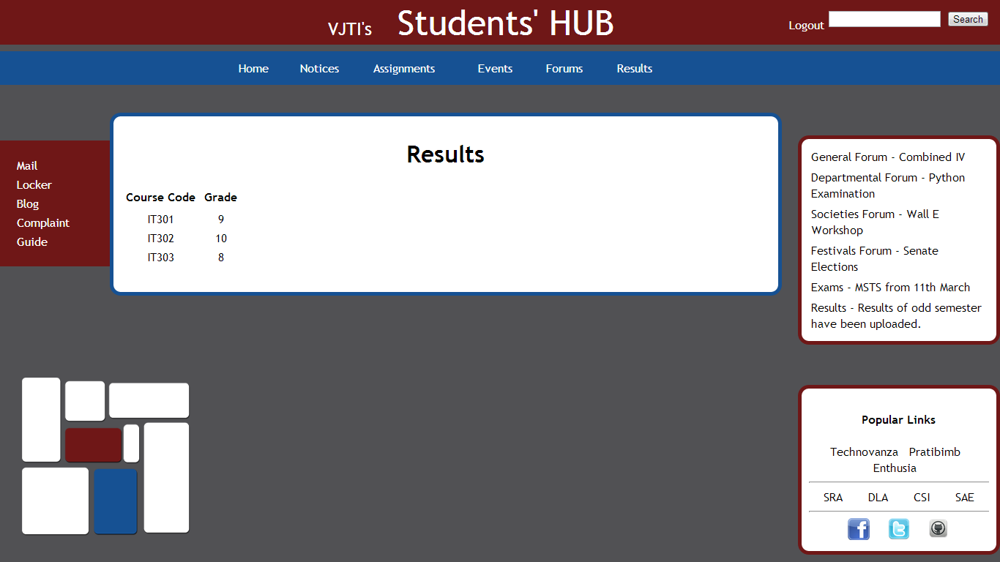 VJTI's Students' HUB
Logout Search
Home Notices Assignments Events Forums Results
Mail
Locker
Blog
Complaint
Guide
Results
Course Code Grade
IT301 9
IT302 10
IT303 8
General Forum - Combined IV
Departmental Forum - Python
Examination
Societies Forum - Wall E
Workshop
Festivals Forum - Senate
Elections
Exams - MSTS from 11th March
Results - Results of odd semester
have been uploaded.
Popular Links
Technovanza Pratibimb
Enthusia
SRA DLA CSI SAE